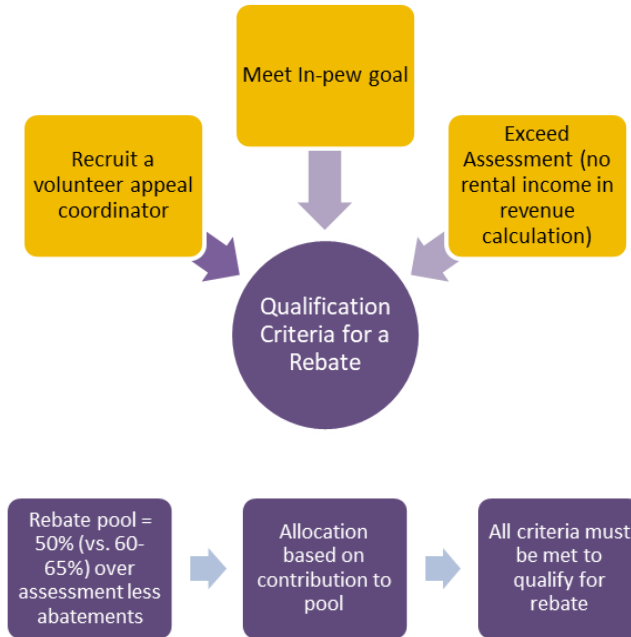 Meet In-pew goal
Recruit a
volunteer appeal
coordinator
Exceed
Assessment (no
rental income in
revenue
calculation)
Qualification
Criteria for a
Rebate
Rebate pool =
50% (vs. 60-
65%) over
assessment less
abatements
Allocation
based on
contribution to
pool
All criteria must
be met to
qualify for
rebate